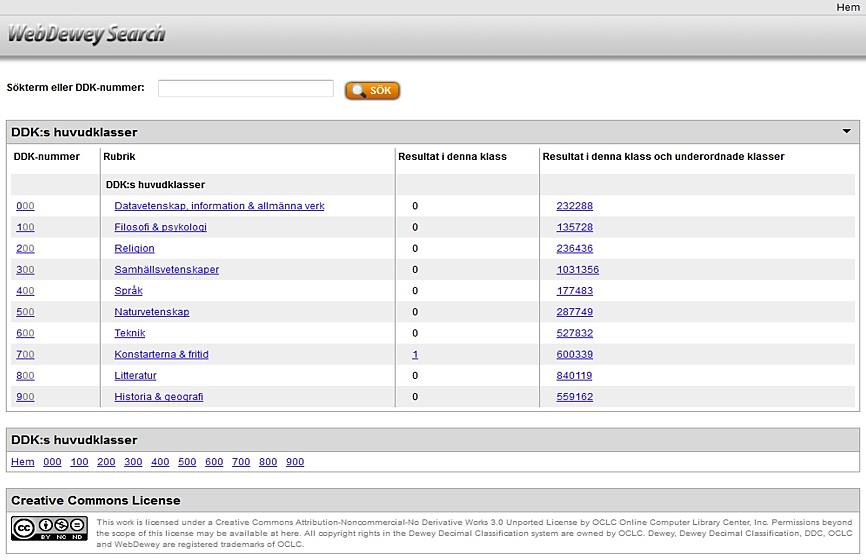 Hem
WebDewey Search
Sökterm eller DDK-nummer: SÖK
DDK:s huvudklasser
DDK-nummer Rubrik Resultat i denna klass Resultat i denna klass och underordnade klasser
DDK:s huvudklasser
000 Datavetenskap, information & allmänna verk 0 232288
100 Filosofi & psykologi 0 135728
200 Religion 0 236436
300 Samhällsvetenskaper 0 1031356
400 Språk 0 177483
500 Naturvetenskap 0 287749
600 Teknik 0 527832
700 Konstarterna & fritid 1 600339
800 Litteratur 0 840119
900 Historia & geografi 0 559162
DDK:s huvudklasser
Hem 000 100 200 300 400 500 600 700 800 900
Creative Commons License
cc BY NC ND
This work is licensed under a Creative Commons Attribution-Noncommercial-No Derivative Works 3.0 Unported License by OCLC Online Computer Library Center, Inc. Permissions beyond
the scope of this license may be available at here. All copyright rights in the Dewey Decimal Classification system are owned by OCLC. Dewey, Dewey Decimal Classification, DDC, OCLC
and WebDewey are registered trademarks of OCLC.